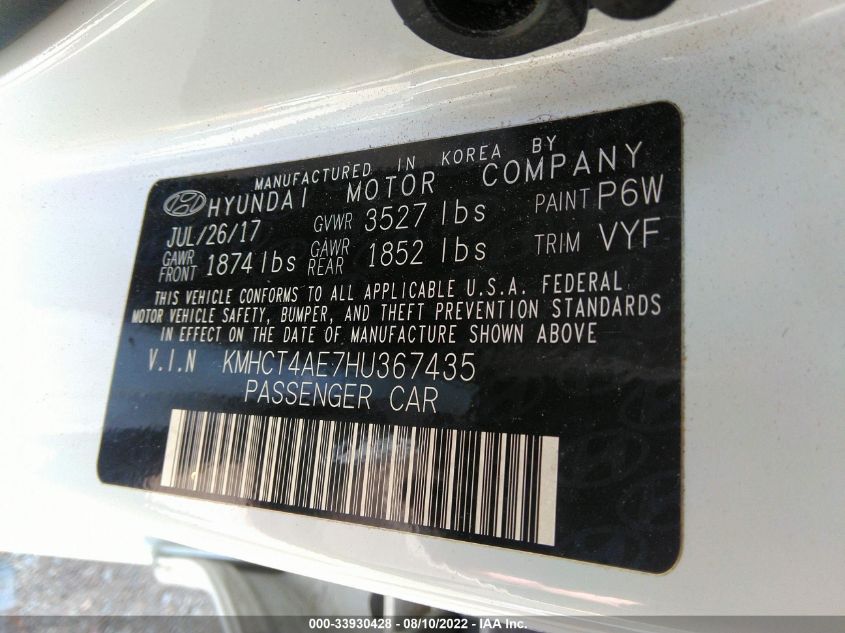 MANUFACTURED IN KOREA BY
HYUNDAI MOTOR COMPANY
JUL/26/17 GVWR 3527 lbs PAINT P6W
GAWR FRONT 1874 lbs GAWR REAR 1852 lbs TRIM VYF
THIS VEHICLE CONFORMS TO ALL APPLICABLE U.S.A. FEDERAL
MOTOR VEHICLE SAFETY, BUMPER, AND THEFT PREVENTION STANDARDS
IN EFFECT ON THE DATE OF MANUFACTURE SHOWN ABOVE
V.I.N KMHCT4AE7HU367435
PASSENGER CAR
000-33930428 - 08/10/2022 - IAA Inc.